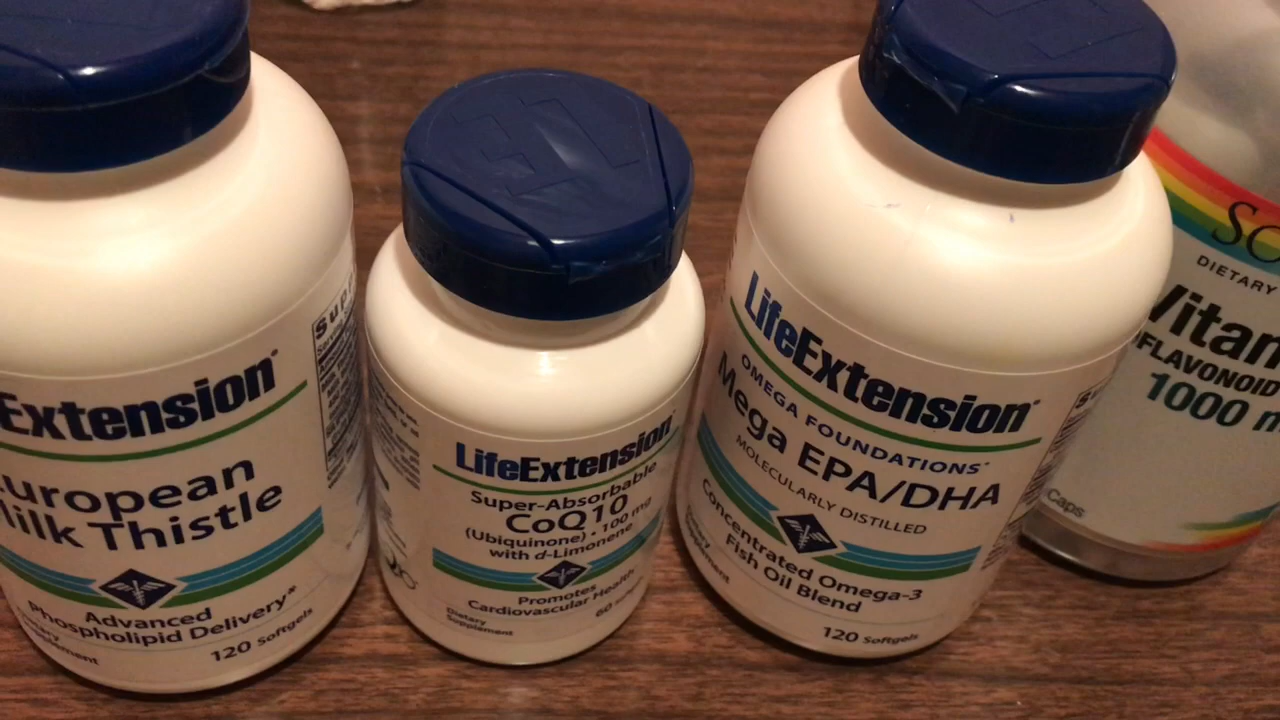 Extension
European
Milk Thistle
Advanced
Phospholipid Delivery*
120 Softgels
LifeExtension
Super-Absorbable
CoQ10
(Ubiquinone) • 100 mg
with d-Limonene
Promotes
Cardiovascular Health
Dietary
Supplement
60
LifeExtension
OMEGA FOUNDATIONS
Mega EPA/DHA
MOLECULARLY DISTILLED
Concentrated Omega-3
Fish Oil Blend
120 Softgels
DIETARY
Vitam
FLAVONOID
1000 m
Caps